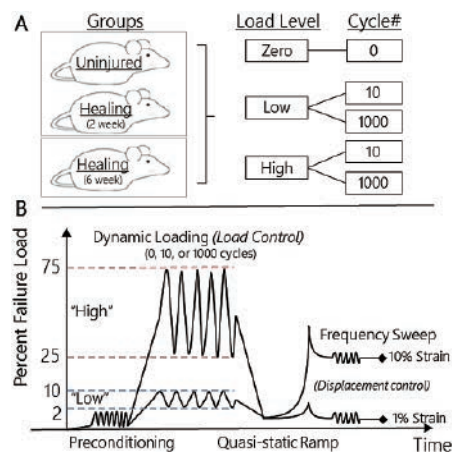 A
Groups
Load Level
Cycle#
Uninjured
Healing
(2 week)
Healing
(6 week)
Zero
0
Low
10
1000
High
10
1000
B
Dynamic Loading (Load Control)
(0, 10, or 1000 cycles)
Percent Failure Load
75
25
10
2
"High"
"Low"
Frequency Sweep
10% Strain
(Displacement control)
1% Strain
Preconditioning
Quasi-static Ramp
Time